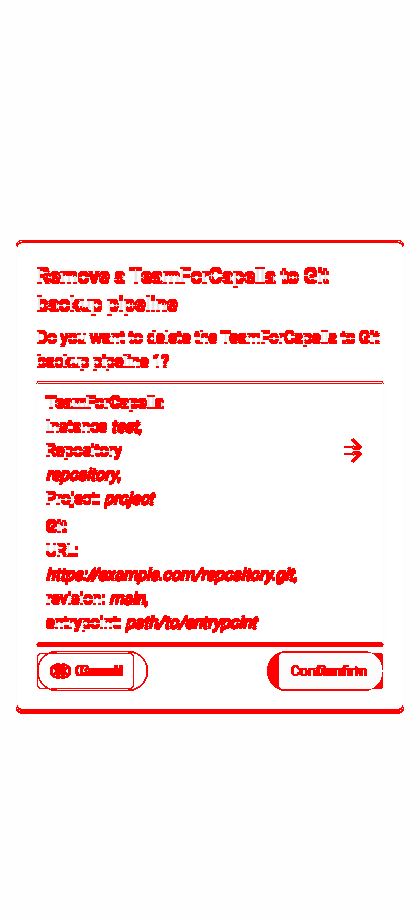 Remove a TeamForCapella to Git
backup pipeline
Do you want to delete the TeamForCapella to Git
backup pipeline 1?
TeamForCapella
Instance test,
Repository
repository,
Project: project
Git
URL:
https://example.com/repository.git,
revision: main,
entrypoint: path/to/entrypoint
Cancel Confirm